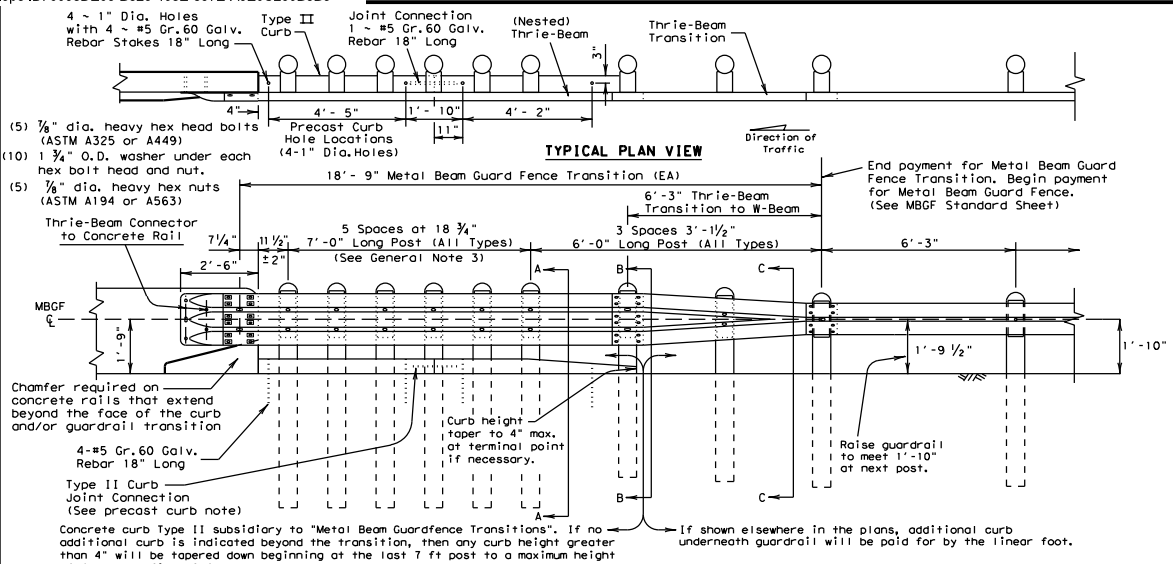 4 ~ 1" Dia. Holes
with 4 ~ #5 Gr.60 Galv.
Rebar Stakes 18" Long
Type II
Curb
Joint Connection
1 ~ #5 Gr.60 Galv.
Rebar 18" Long
(Nested)
Thrie-Beam
Thrie-Beam
Transition
3"
4"
4'- 5"
1'- 10"
4'- 2"
11"
Precast Curb
Hole Locations
(4-1" Dia.Holes)
Direction of
Traffic
TYPICAL PLAN VIEW
(5) 7/8" dia. heavy hex head bolts
(ASTM A325 or A449)
(10) 1 3/4" O.D. washer under each
hex bolt head and nut.
(5) 7/8" dia. heavy hex nuts
(ASTM A194 or A563)
18'- 9" Metal Beam Guard Fence Transition (EA)
End payment for Metal Beam Guard
Fence Transition. Begin payment
for Metal Beam Guard Fence.
(See MBGF Standard Sheet)
6'-3" Thrie-Beam
Transition to W-Beam
Thrie-Beam Connector
to Concrete Rail
7 1/4"
11 1/2"
±2"
5 Spaces at 18 3/4"
7'-0" Long Post (All Types)
(See General Note 3)
3 Spaces 3'-1 1/2"
6'-0" Long Post (All Types)
6'-3"
2'-6"
A
B
C
MBGF
CL
1'-9"
1'-9 1/2"
1'-10"
Chamfer required on
concrete rails that extend
beyond the face of the curb
and/or guardrail transition
4-#5 Gr.60 Galv.
Rebar 18" Long
Type II Curb
Joint Connection
(See precast curb note)
Curb height
taper to 4" max.
at terminal point
if necessary.
Raise guardrail
to meet 1'-10"
at next post.
A
B
C
Concrete curb Type II subsidiary to "Metal Beam Guardfence Transitions". If no
additional curb is indicated beyond the transition, then any curb height greater
than 4" will be tapered down beginning at the last 7 ft post to a maximum height
If shown elsewhere in the plans, additional curb
underneath guardrail will be paid for by the linear foot.